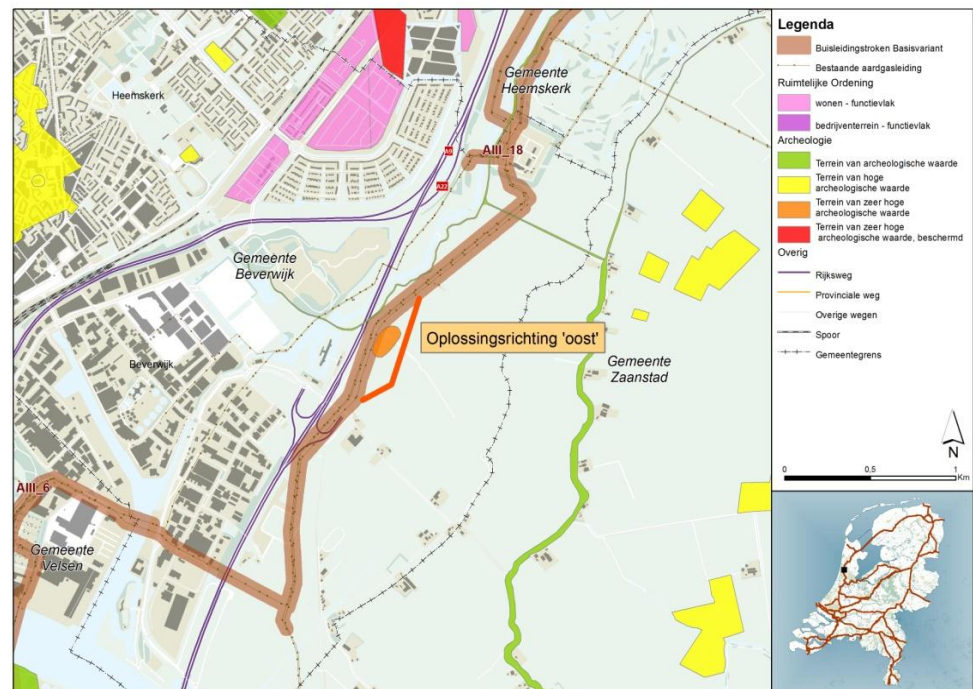 Gemeente
Heemskerk
Heemskerk
A9
AIII_18
A22
Gemeente
Beverwijk
Oplossingsrichting 'oost'
Beverwijk
Gemeente
Zaanstad
AIII_6
Gemeente
Velsen
Legenda
Buisleidingstroken Basisvariant
Bestaande aardgasleiding
Ruimtelijke Ordening
wonen - functievlak
bedrijventerrein - functievlak
Archeologie
Terrein van archeologische waarde
Terrein van hoge
archeologische waarde
Terrein van zeer hoge
archeologische waarde
Terrein van zeer hoge
archeologische waarde, beschermd
Overig
Rijksweg
Provinciale weg
Overige wegen
Spoor
Gemeentegrens
N
0 0,5 1
Km